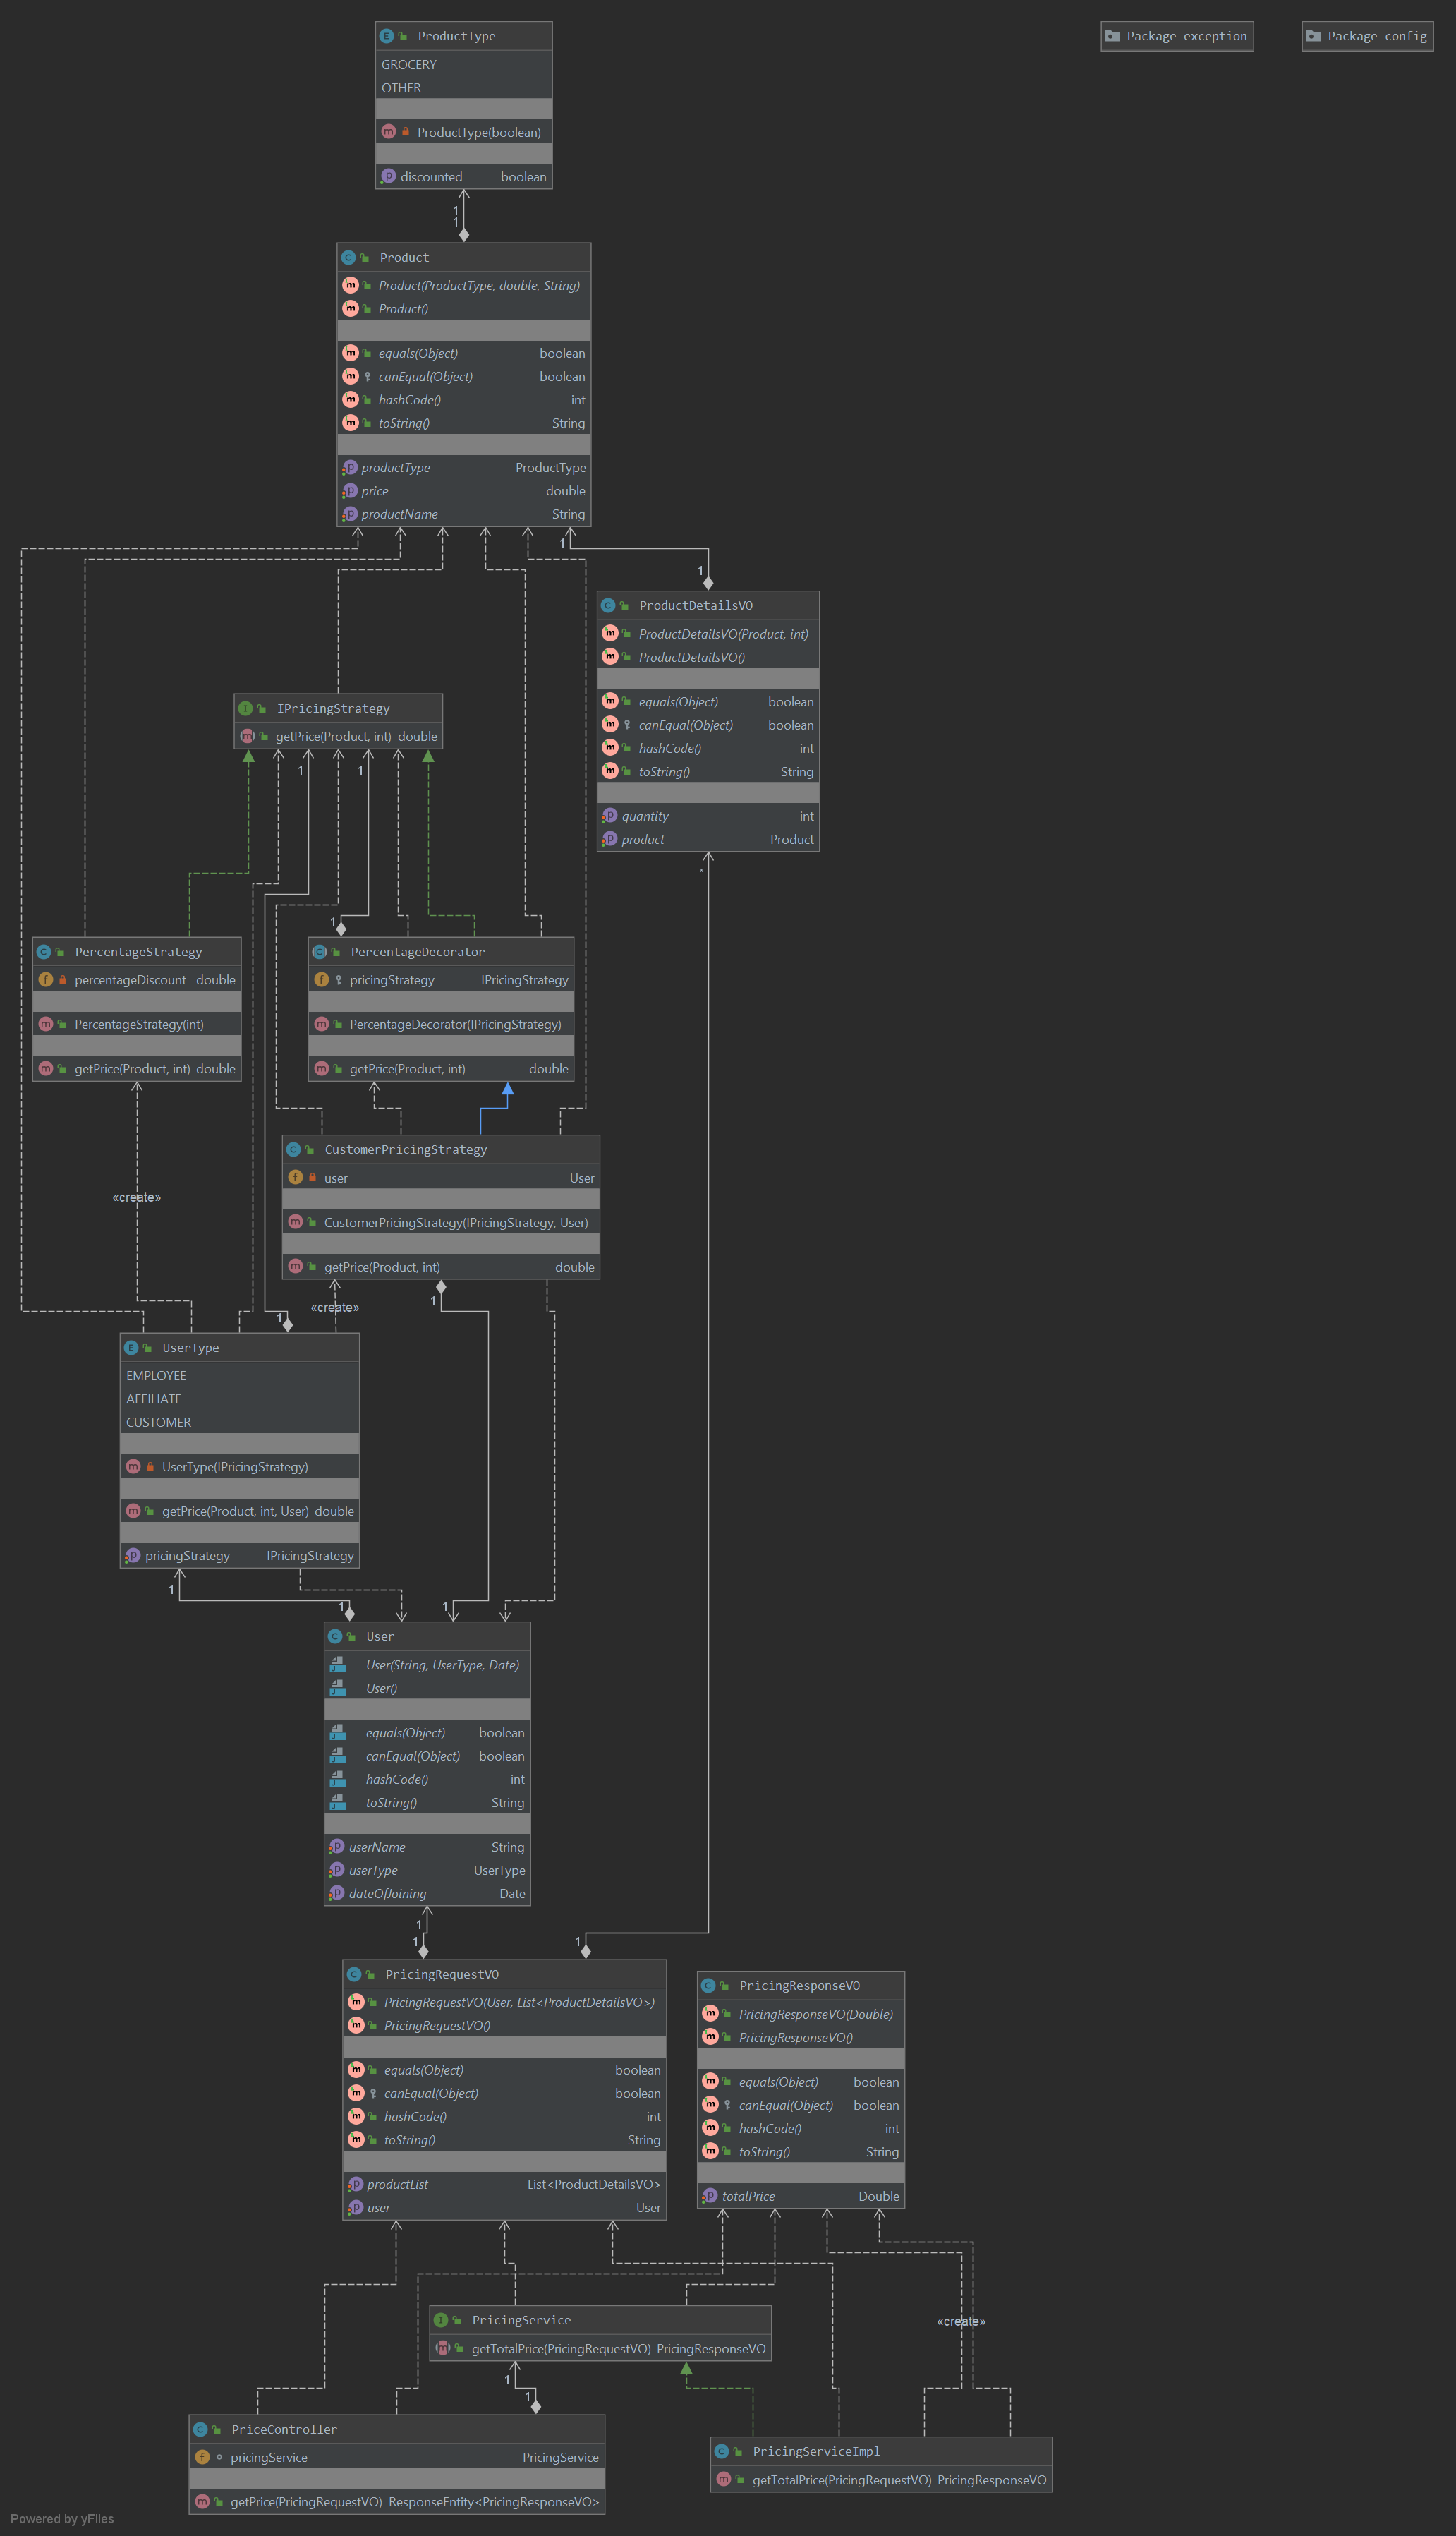 ProductType
GROCERY
OTHER
ProductType(boolean)
discounted boolean
Package exception
Package config
1
1
Product
Product(ProductType, double, String)
Product()
equals(Object) boolean
canEqual(Object) boolean
hashCode() int
toString() String
productType ProductType
price double
productName String
1
1
ProductDetailsVO
ProductDetailsVO(Product, int)
ProductDetailsVO()
equals(Object) boolean
canEqual(Object) boolean
hashCode() int
toString() String
quantity int
product Product
*
IPricingStrategy
getPrice(Product, int) double
1
1
1
PercentageStrategy
percentageDiscount double
PercentageStrategy(int)
getPrice(Product, int) double
PercentageDecorator
pricingStrategy IPricingStrategy
PercentageDecorator(IPricingStrategy)
getPrice(Product, int) double
CustomerPricingStrategy
user User
CustomerPricingStrategy(IPricingStrategy, User)
getPrice(Product, int) double
«create»
«create»
1
1
UserType
EMPLOYEE
AFFILIATE
CUSTOMER
UserType(IPricingStrategy)
getPrice(Product, int, User) double
pricingStrategy IPricingStrategy
1
1
1
User
User(String, UserType, Date)
User()
equals(Object) boolean
canEqual(Object) boolean
hashCode() int
toString() String
userName String
userType UserType
dateOfJoining Date
1
1
1
PricingRequestVO
PricingRequestVO(User, List<ProductDetailsVO>)
PricingRequestVO()
equals(Object) boolean
canEqual(Object) boolean
hashCode() int
toString() String
productList List<ProductDetailsVO>
user User
PricingResponseVO
PricingResponseVO(Double)
PricingResponseVO()
equals(Object) boolean
canEqual(Object) boolean
hashCode() int
toString() String
totalPrice Double
«create»
PricingService
getTotalPrice(PricingRequestVO) PricingResponseVO
1
1
PriceController
pricingService PricingService
getPrice(PricingRequestVO) ResponseEntity<PricingResponseVO>
PricingServiceImpl
getTotalPrice(PricingRequestVO) PricingResponseVO
Powered by yFiles